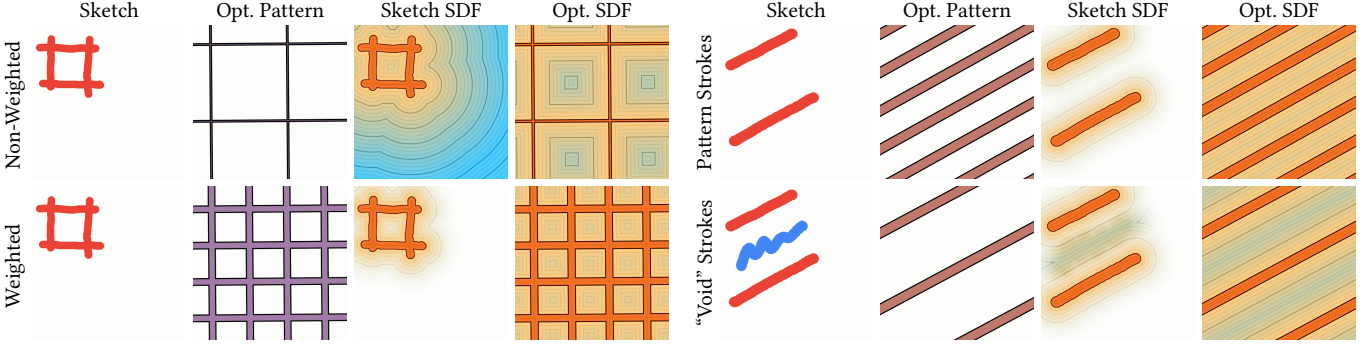 Sketch Opt. Pattern Sketch SDF Opt. SDF Sketch Opt. Pattern Sketch SDF Opt. SDF
Non-Weighted
Weighted
Pattern Strokes
“Void” Strokes